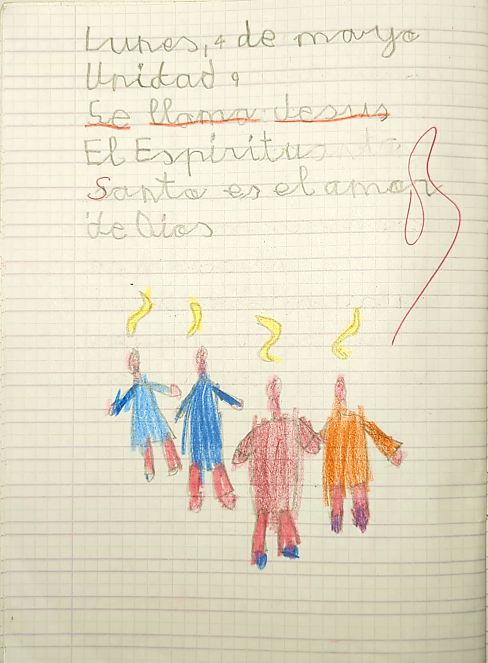 Lunes, 4 de mayo
Unidad 9
Se llama Jesus
El Espiritu
Santo es el amor
de Dios